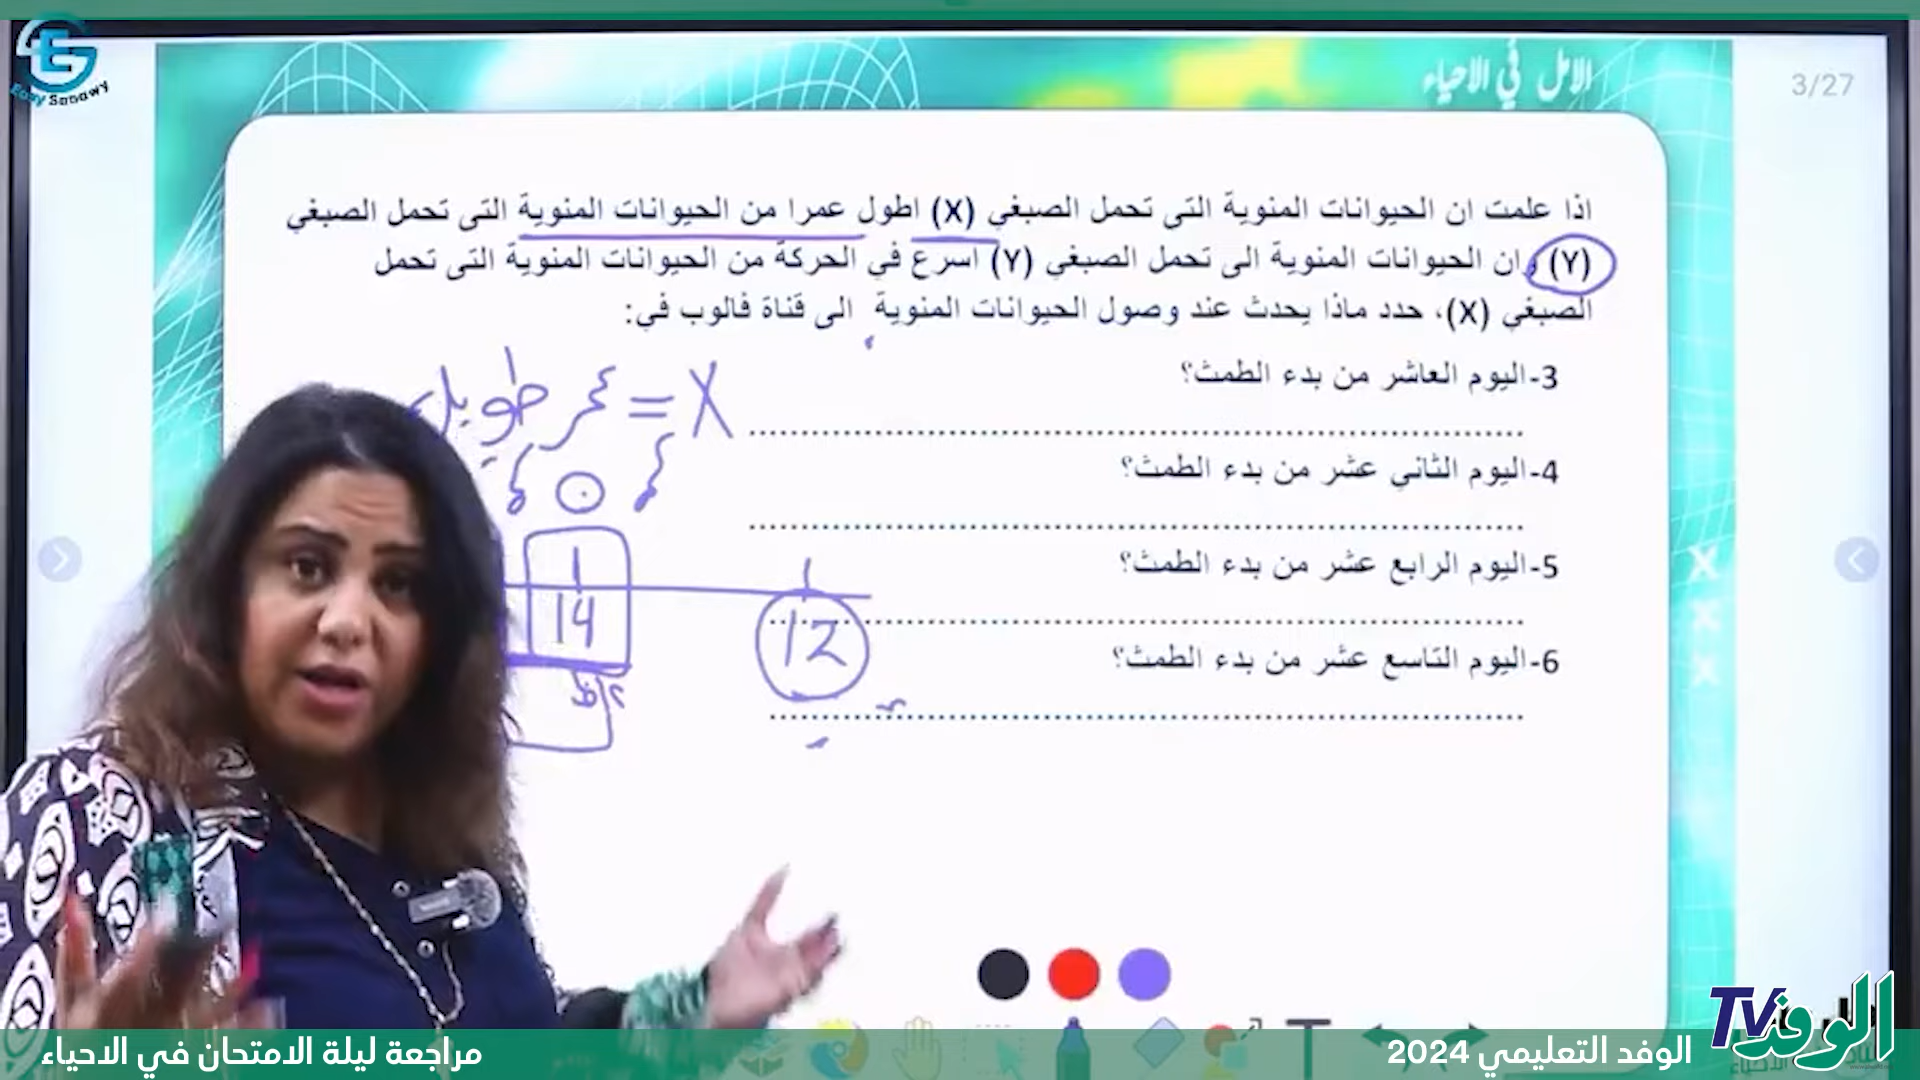 Easy Sanawy
الامل في الاحياء
3/27
اذا علمت ان الحيوانات المنوية التى تحمل الصبغي (X) اطول عمرا من الحيوانات المنوية التى تحمل الصبغي
(Y) وان الحيوانات المنوية الى تحمل الصبغي (Y) اسرع في الحركة من الحيوانات المنوية التى تحمل
الصبغي (X)، حدد ماذا يحدث عند وصول الحيوانات المنوية الى قناة فالوب في:
3-اليوم العاشر من بدء الطمث؟
X = عمر طويل
4-اليوم الثاني عشر من بدء الطمث؟
5-اليوم الرابع عشر من بدء الطمث؟
14
12
6-اليوم التاسع عشر من بدء الطمث؟
الوفد
TV
الوفد التعليمي 2024
مراجعة ليلة الامتحان في الاحياء